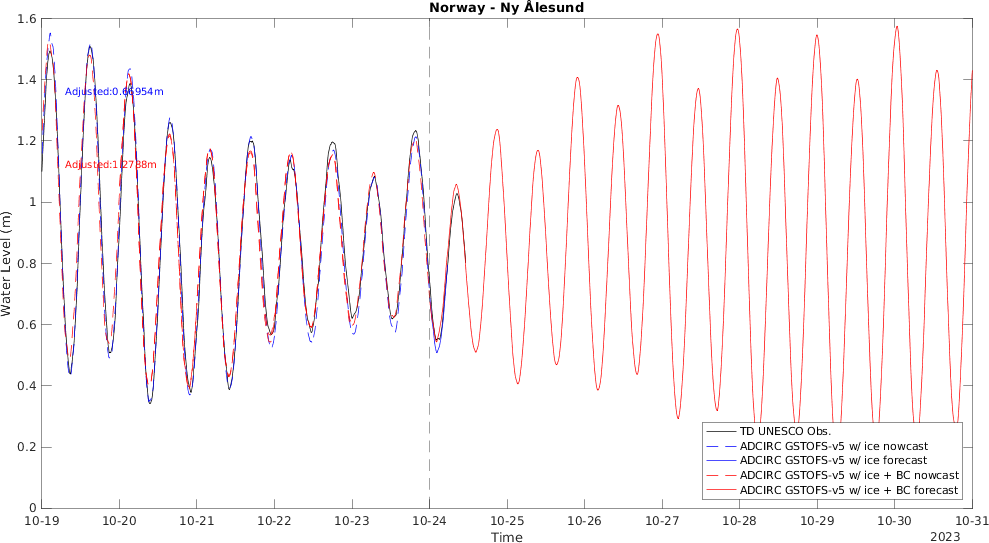 Norway - Ny Ålesund
1.6
1.4
1.2
1
0.8
0.6
0.4
0.2
0
Water Level (m)
Adjusted:0.66954m
Adjusted:1.2788m
TD UNESCO Obs.
ADCIRC GSTOFS-v5 w/ ice nowcast
ADCIRC GSTOFS-v5 w/ ice forecast
ADCIRC GSTOFS-v5 w/ ice + BC nowcast
ADCIRC GSTOFS-v5 w/ ice + BC forecast
10-19 10-20 10-21 10-22 10-23 10-24 10-25 10-26 10-27 10-28 10-29 10-30 10-31
Time
2023